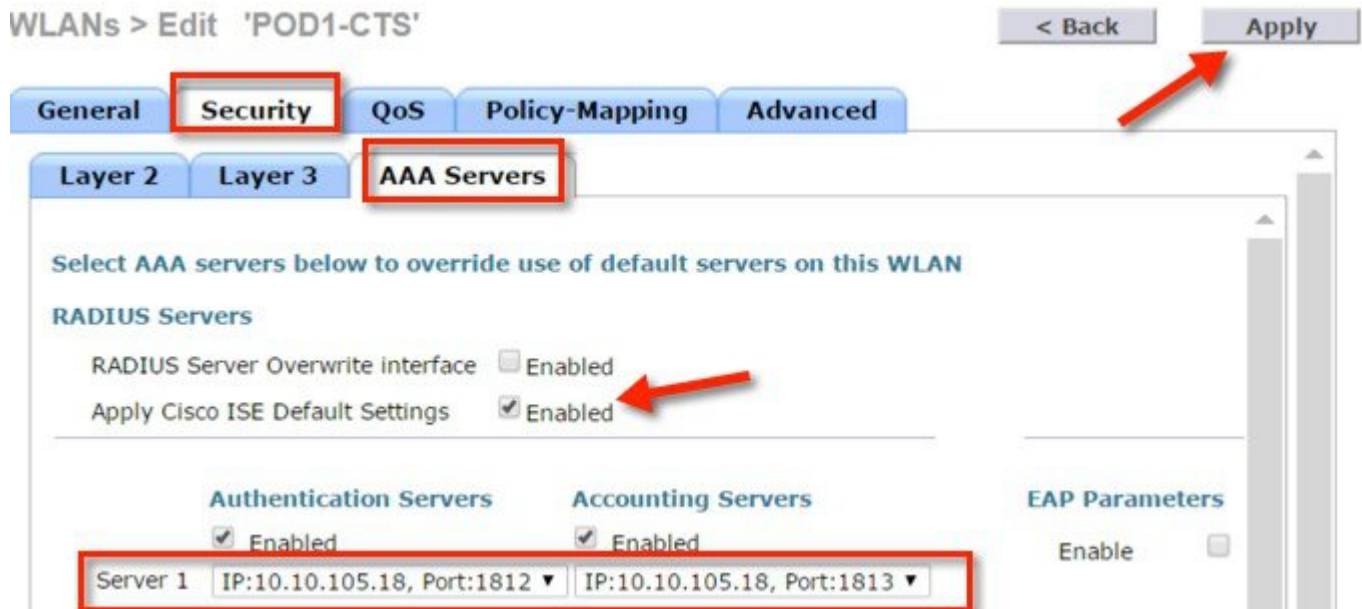 WLANs > Edit 'POD1-CTS'
< Back
Apply
General
Security
QoS
Policy-Mapping
Advanced
Layer 2
Layer 3
AAA Servers
Select AAA servers below to override use of default servers on this WLAN
RADIUS Servers
RADIUS Server Overwrite interface Enabled
Apply Cisco ISE Default Settings Enabled
Authentication Servers Accounting Servers EAP Parameters
Enabled Enabled Enable
Server 1 IP:10.10.105.18, Port:1812 IP:10.10.105.18, Port:1813